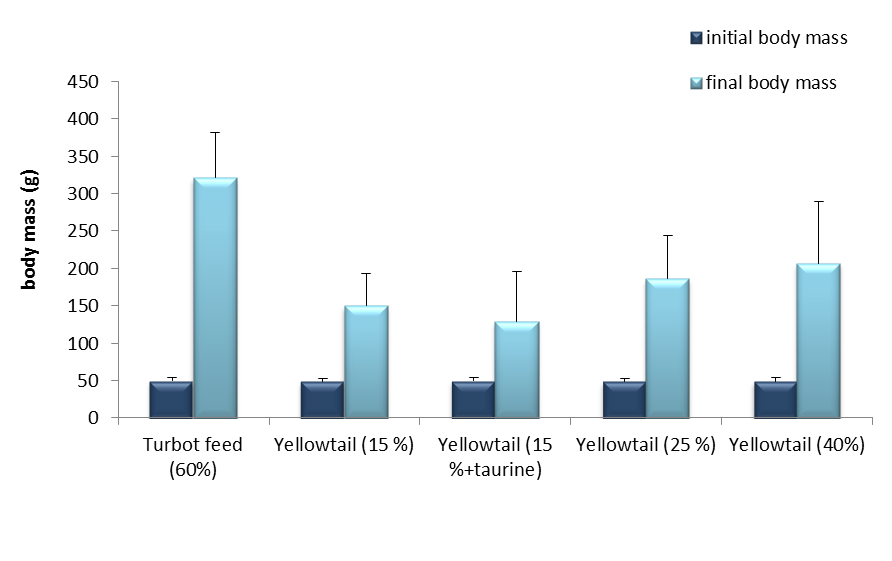 initial body mass
final body mass
body mass (g)
450
400
350
300
250
200
150
100
50
0
Turbot feed
(60%)
Yellowtail (15 %)
Yellowtail (15
%+taurine)
Yellowtail (25 %)
Yellowtail (40%)